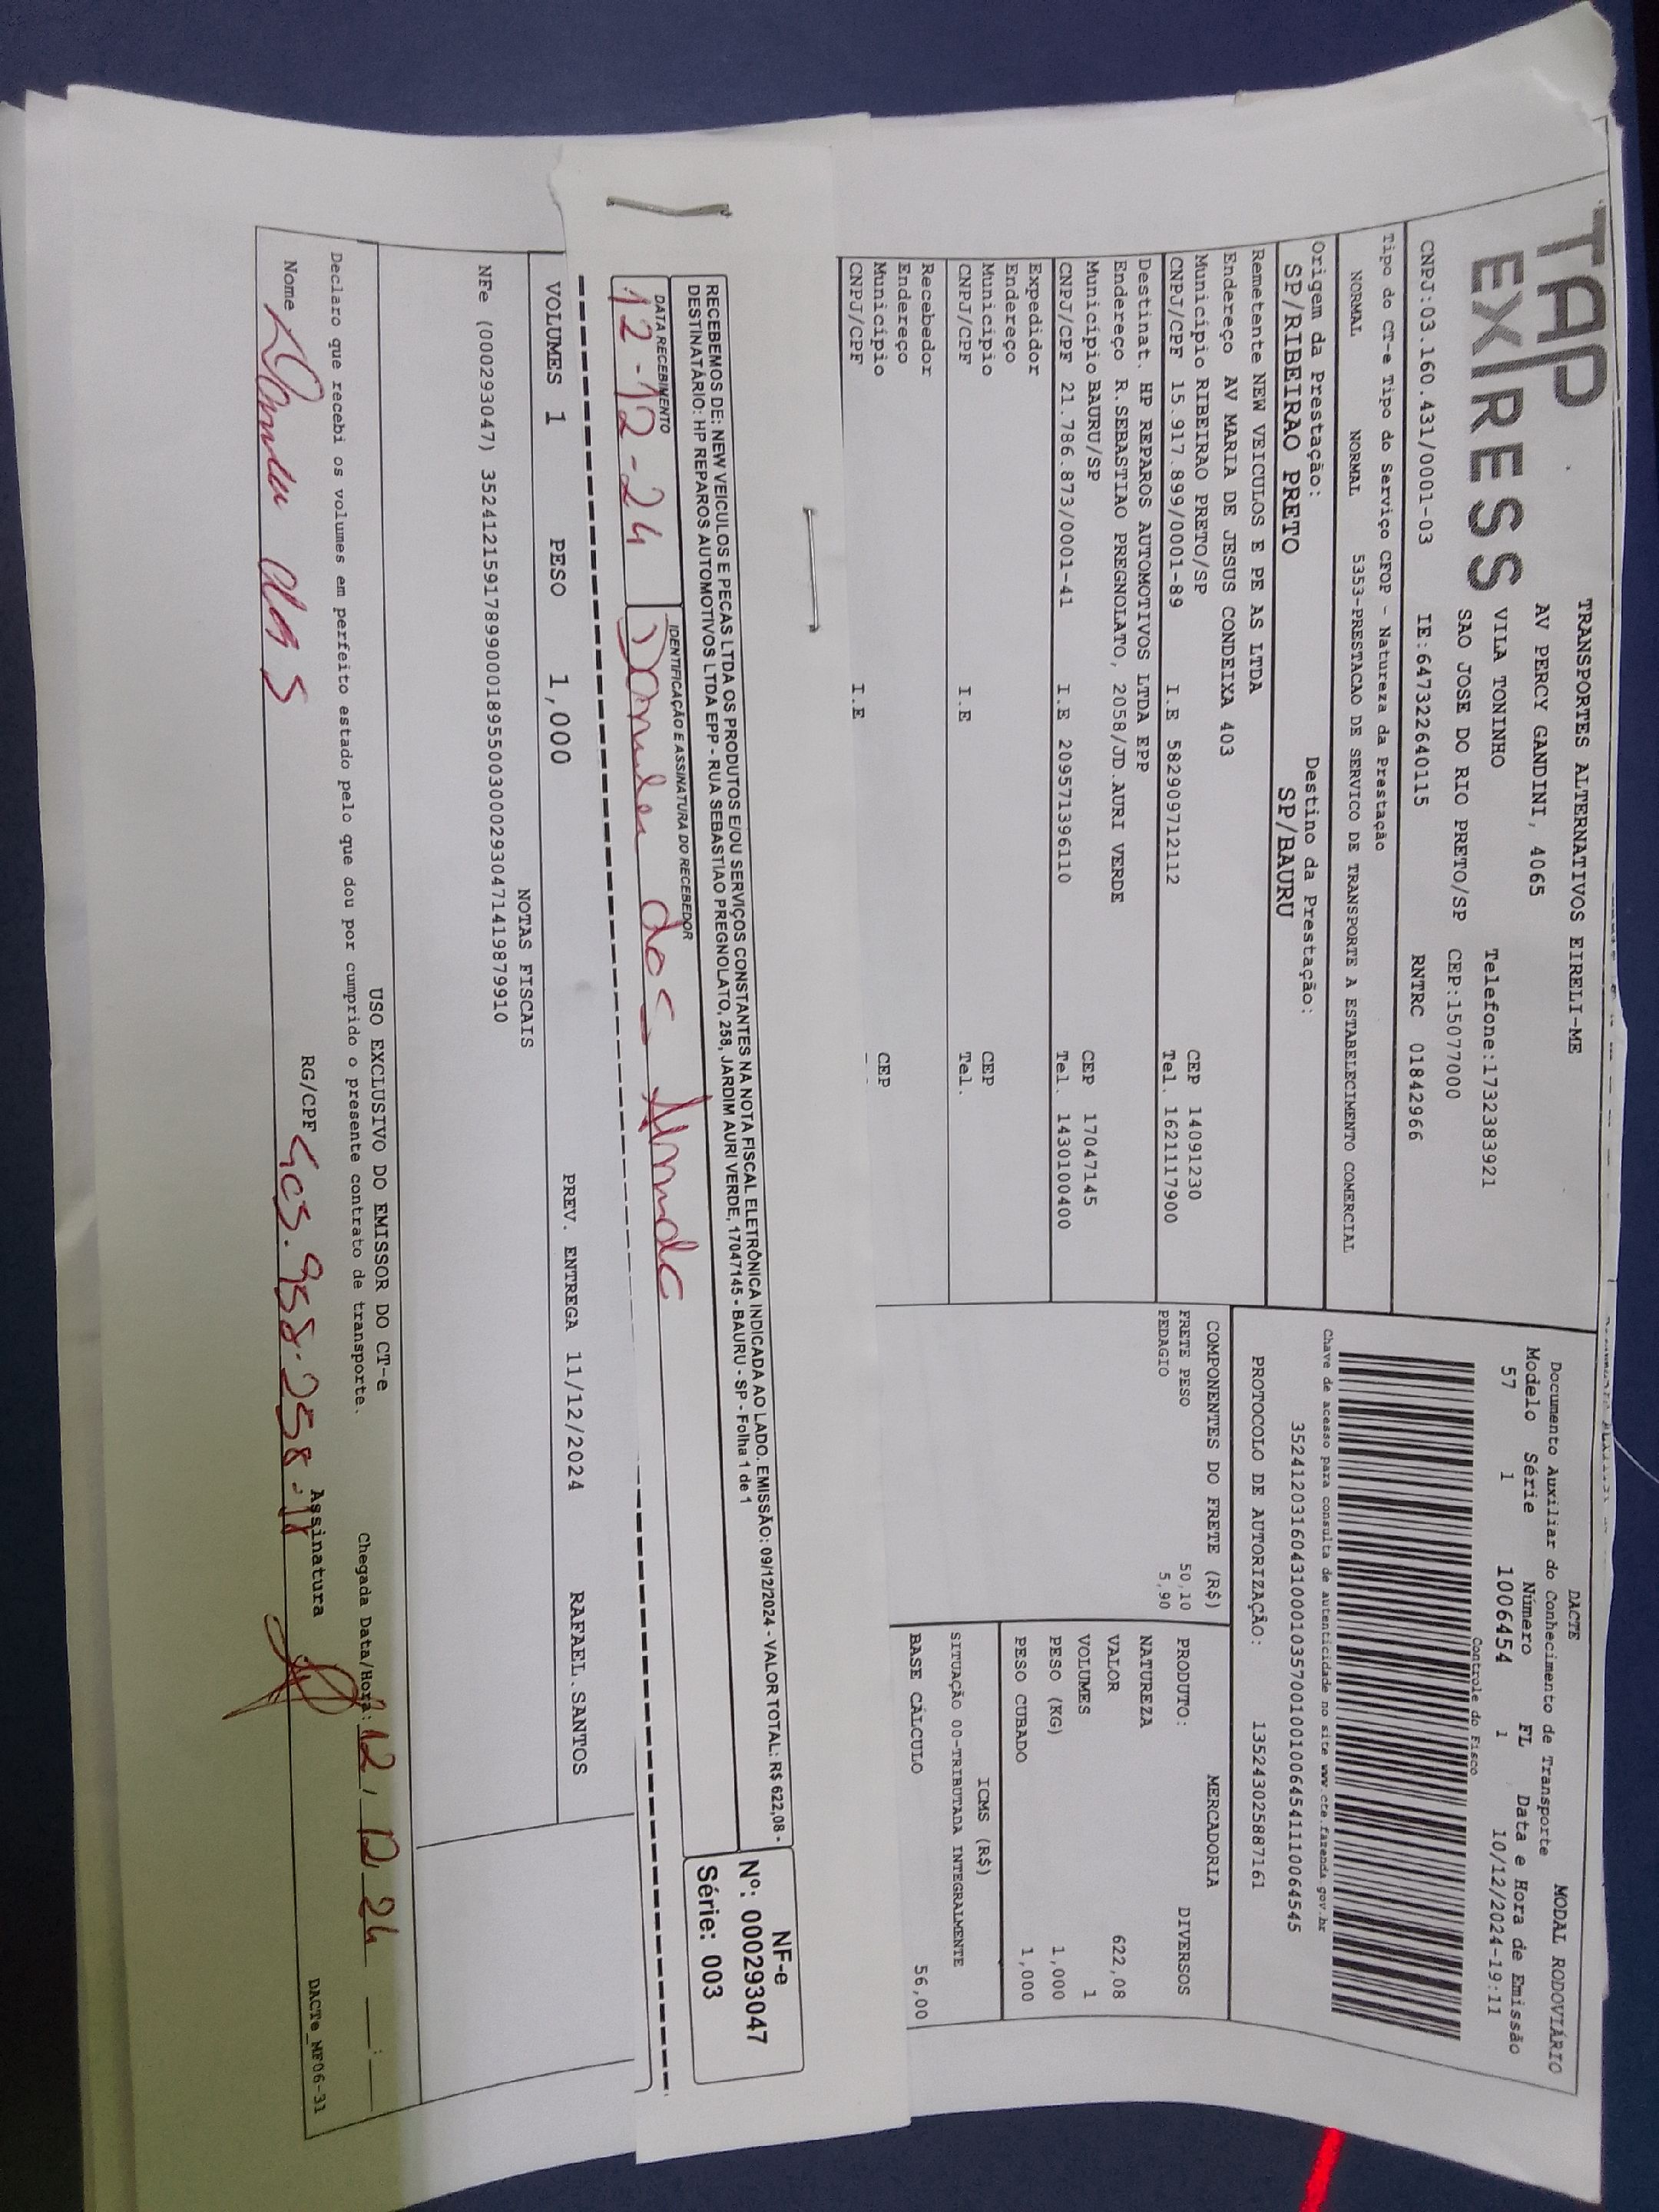 TAP
EXPRESS
TRANSPORTES ALTERNATIVOS EIRELI-ME
AV PERCY GANDINI, 4065
VILA TONINHO
Telefone:1732383921
SAO JOSE DO RIO PRETO/SP CEP:15077000
CNPJ:03.160.431/0001-03 IE:647322640115 RNTRC 01842966
DACTE
MODAL RODOVIÁRIO
Documento Auxiliar do Conhecimento de Transporte
Modelo Série Número FL Data e Hora de Emissão
57 1 1006454 1 10/12/2024-19:11
Controle do Fisco
Chave de acesso para consulta de autenticidade no site www.cte.fazenda.gov.br
35241203160431000103570010010064541110064545
PROTOCOLO DE AUTORIZAÇÃO: 135243025887161
Tipo do CT-e Tipo do Serviço CFOP - Natureza da Prestação
NORMAL NORMAL 5353-PRESTACAO DE SERVICO DE TRANSPORTE A ESTABELECIMENTO COMERCIAL
Origem da Prestação: Destino da Prestação:
SP/RIBEIRAO PRETO SP/BAURU
Remetente NEW VEICULOS E PE AS LTDA
Endereço AV MARIA DE JESUS CONDEIXA 403
Município RIBEIRAO PRETO/SP CEP 14091230
CNPJ/CPF 15.917.899/0001-89 I.E 582909712112 Tel. 1621117900
Destinat. HP REPAROS AUTOMOTIVOS LTDA EPP
Endereço R.SEBASTIAO PREGNOLATO, 2058/JD.AURI VERDE
Município BAURU/SP CEP 17047145
CNPJ/CPF 21.786.873/0001-41 I.E 209571396110 Tel. 1430100400
Expedidor
Endereço
Município CEP
CNPJ/CPF I.E Tel.
Recebedor
Endereço
Município CEP
CNPJ/CPF I.E
COMPONENTES DO FRETE (R$)
FRETE PESO 50,10
PEDAGIO 5,90
MERCADORIA
PRODUTO: DIVERSOS
NATUREZA
VALOR 622,08
VOLUMES 1
PESO (KG) 1,000
PESO CUBADO 1,000
ICMS (R$)
SITUAÇÃO 00-TRIBUTADA INTEGRALMENTE
BASE CÁLCULO 56,00
RECEBEMOS DE: NEW VEICULOS E PECAS LTDA OS PRODUTOS E/OU SERVIÇOS CONSTANTES NA NOTA FISCAL ELETRÔNICA INDICADA AO LADO. EMISSÃO: 09/12/2024 - VALOR TOTAL: R$ 622,08 -
DESTINATÁRIO: HP REPAROS AUTOMOTIVOS LTDA EPP - RUA SEBASTIAO PREGNOLATO, 258, JARDIM AURI VERDE, 17047145 - BAURU - SP - Folha 1 de 1
DATA RECEBIMENTO IDENTIFICAÇÃO E ASSINATURA DO RECEBEDOR
12-12-24
NF-e
Nº: 000293047
Série: 003
VOLUMES 1 PESO 1,000 PREV. ENTREGA 11/12/2024 RAFAEL.SANTOS
NOTAS FISCAIS
NFe (000293047) 35241215917899000189550030002930471419879910
USO EXCLUSIVO DO EMISSOR DO CT-e
Declaro que recebi os volumes em perfeito estado pelo que dou por cumprido o presente contrato de transporte. Chegada Data/Hora: 12/12/24 __:__
Nome RG/CPF Assinatura
DACTe_NF06-31